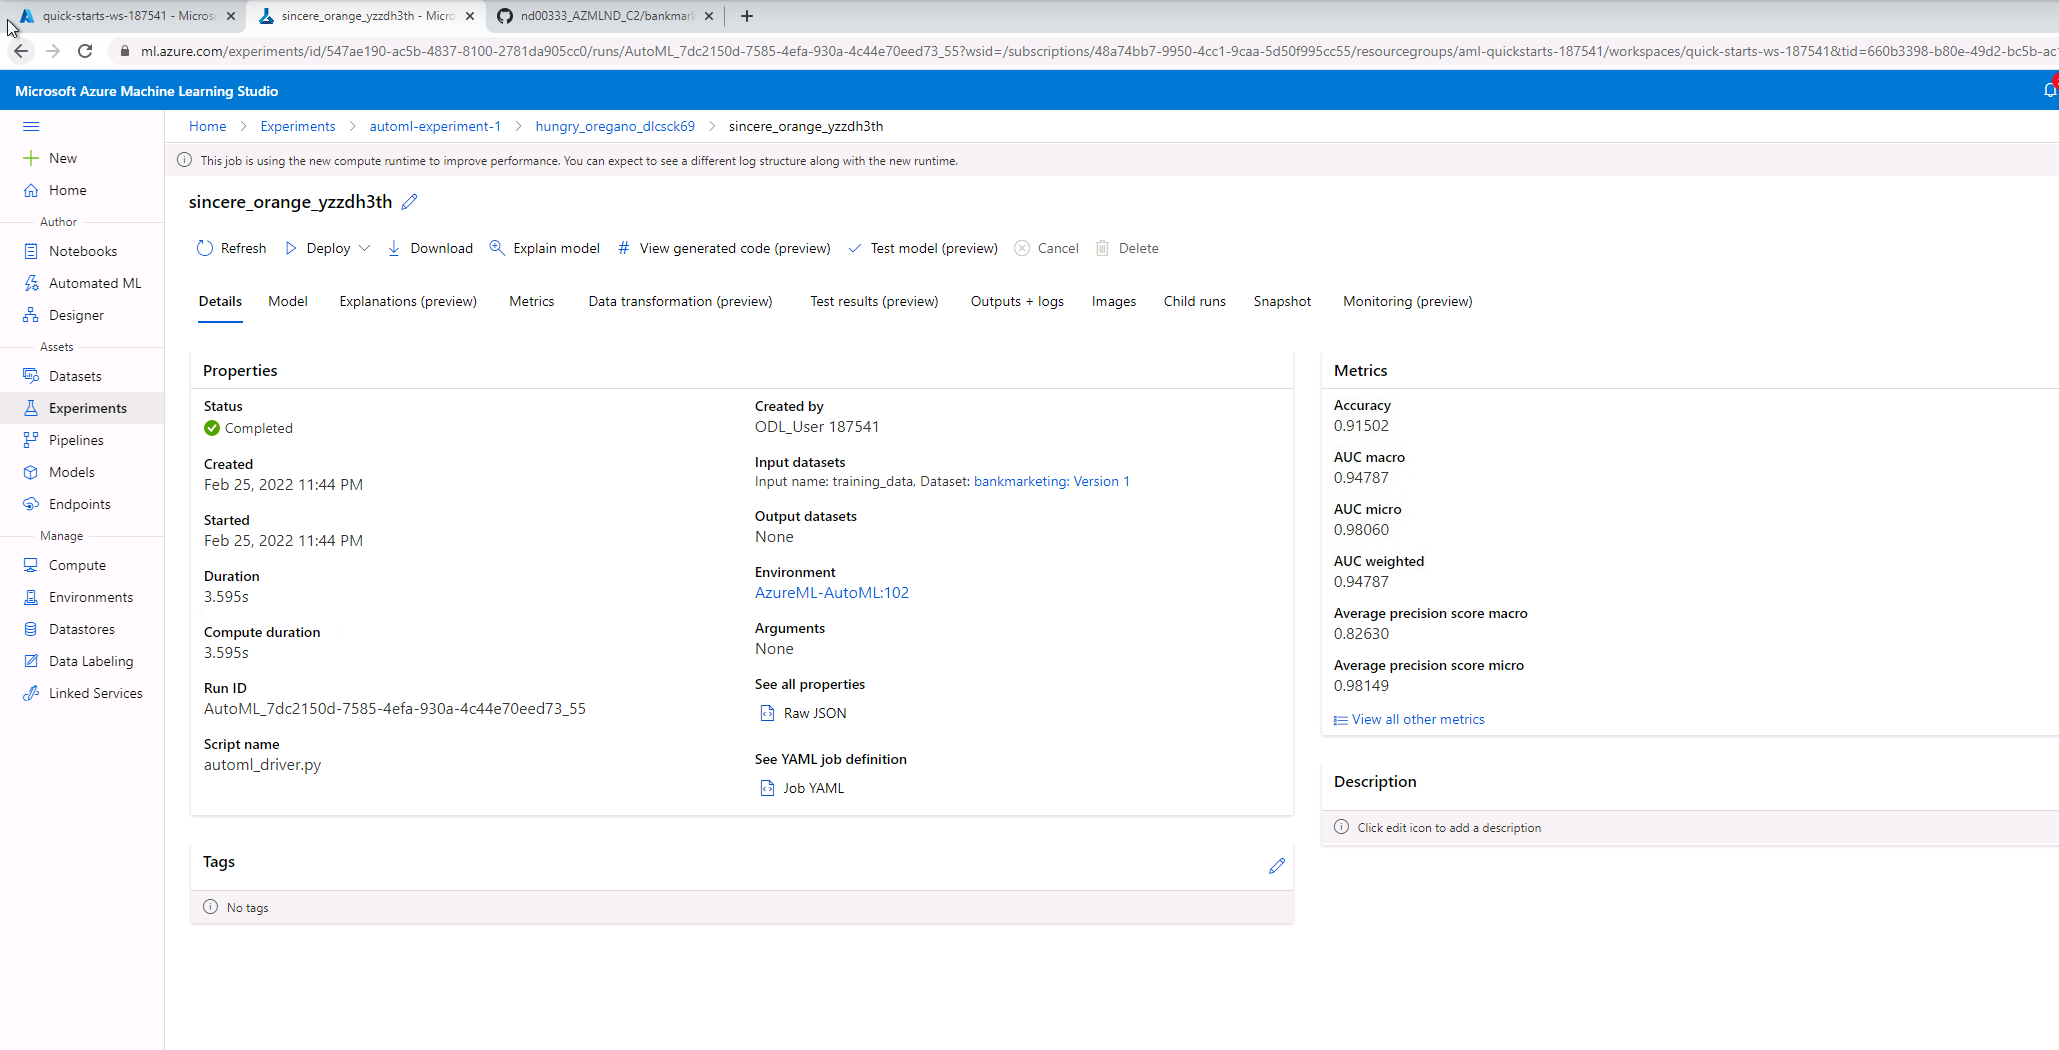 quick-starts-ws-187541 - Micros
sincere_orange_yzzdh3th - Micro
nd00333_AZMLND_C2/bankmar
ml.azure.com/experiments/id/547ae190-ac5b-4837-8100-2781da905cc0/runs/AutoML_7dc2150d-7585-4efa-930a-4c44e70eed73_55?wsid=/subscriptions/48a74bb7-9950-4cc1-9caa-5d50f995cc55/resourcegroups/aml-quickstarts-187541/workspaces/quick-starts-ws-187541&tid=660b3398-b80e-49d2-bc5b-ac
Microsoft Azure Machine Learning Studio
Home > Experiments > automl-experiment-1 > hungry_oregano_dlcsck69 > sincere_orange_yzzdh3th
This job is using the new compute runtime to improve performance. You can expect to see a different log structure along with the new runtime.
New
Home
Author
Notebooks
Automated ML
Designer
Assets
Datasets
Experiments
Pipelines
Models
Endpoints
Manage
Compute
Environments
Datastores
Data Labeling
Linked Services
sincere_orange_yzzdh3th
Refresh Deploy Download Explain model # View generated code (preview) Test model (preview) Cancel Delete
Details Model Explanations (preview) Metrics Data transformation (preview) Test results (preview) Outputs + logs Images Child runs Snapshot Monitoring (preview)
Properties
Status
Completed
Created
Feb 25, 2022 11:44 PM
Started
Feb 25, 2022 11:44 PM
Duration
3.595s
Compute duration
3.595s
Run ID
AutoML_7dc2150d-7585-4efa-930a-4c44e70eed73_55
Script name
automl_driver.py
Created by
ODL_User 187541
Input datasets
Input name: training_data, Dataset: bankmarketing: Version 1
Output datasets
None
Environment
AzureML-AutoML:102
Arguments
None
See all properties
Raw JSON
See YAML job definition
Job YAML
Tags
No tags
Metrics
Accuracy
0.91502
AUC macro
0.94787
AUC micro
0.98060
AUC weighted
0.94787
Average precision score macro
0.82630
Average precision score micro
0.98149
View all other metrics
Description
Click edit icon to add a description